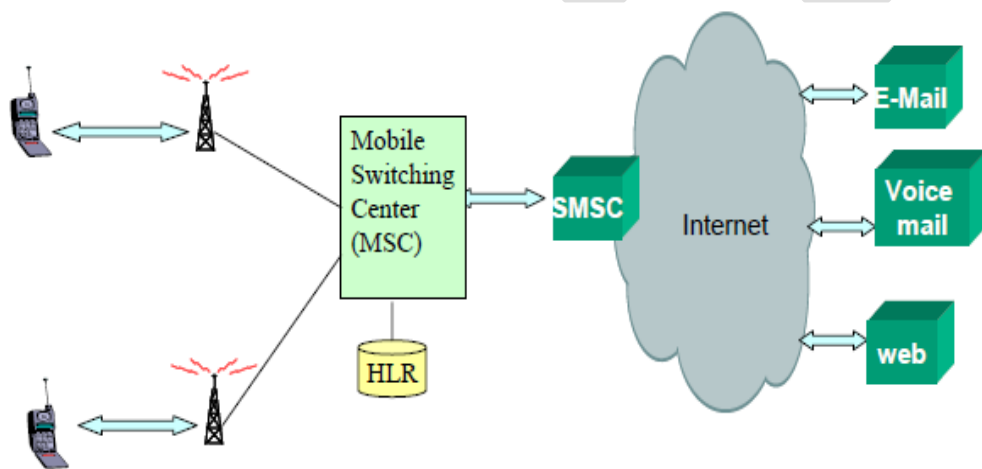 Mobile
Switching
Center
(MSC)
HLR
SMSC
Internet
E-Mail
Voice
mail
web